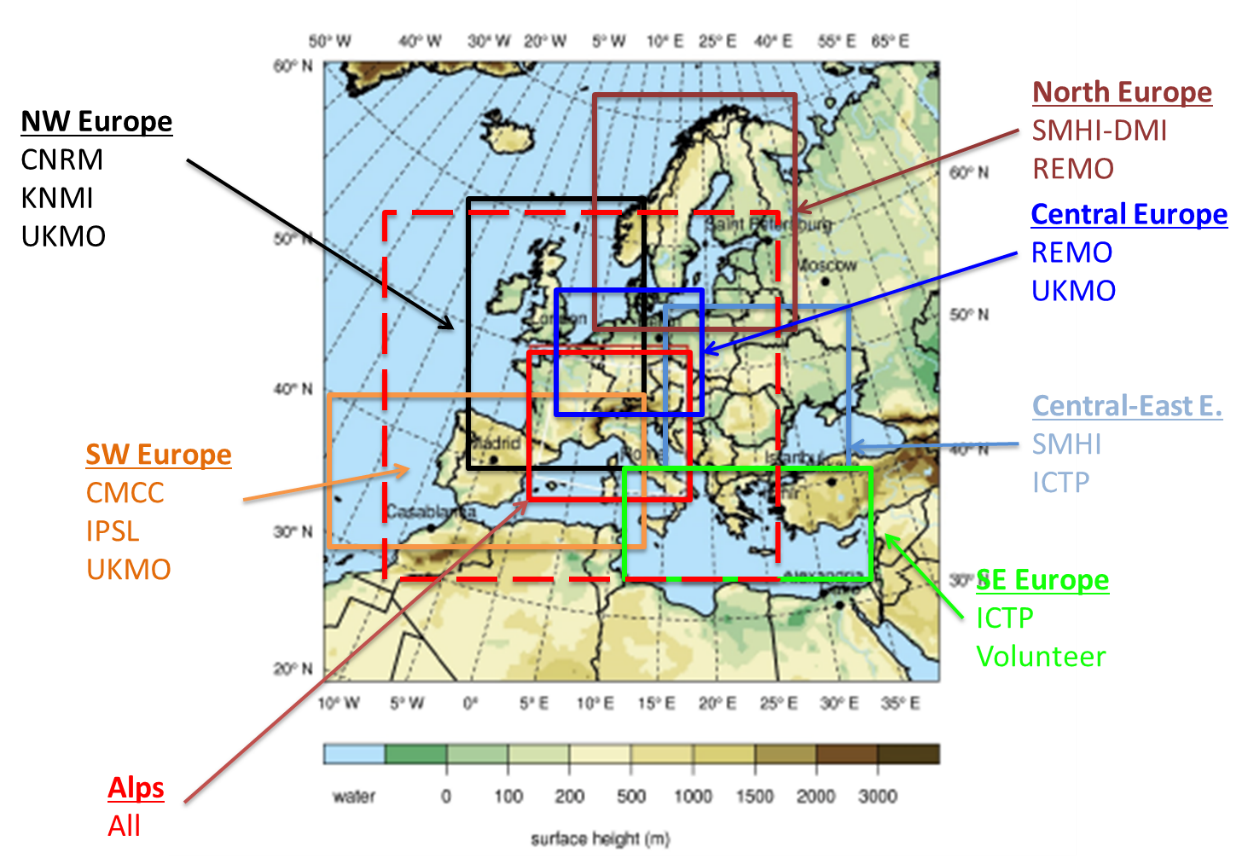 50° W 40° W 30° W 20° W 5° W 10° E 25° E 40° E 55° E 65° E
60° N
NW Europe
CNRM
KNMI
UKMO
North Europe
SMHI-DMI
REMO
60° N
Central Europe
REMO
UKMO
50° N
Saint Petersburg
Moscow
50° N
London
40° N
Central-East E.
SMHI
ICTP
40° N
SW Europe
CMCC
IPSL
UKMO
Madrid
Rome
Istanbul
Izmir
Casablanca
30° N
Alexandria
30° N
SE Europe
ICTP
Volunteer
20° N
10° W 5° W 0° 5° E 10° E 15° E 20° E 25° E 30° E 35° E
Alps
All
water 0 100 200 500 1000 1500 2000 3000
surface height (m)